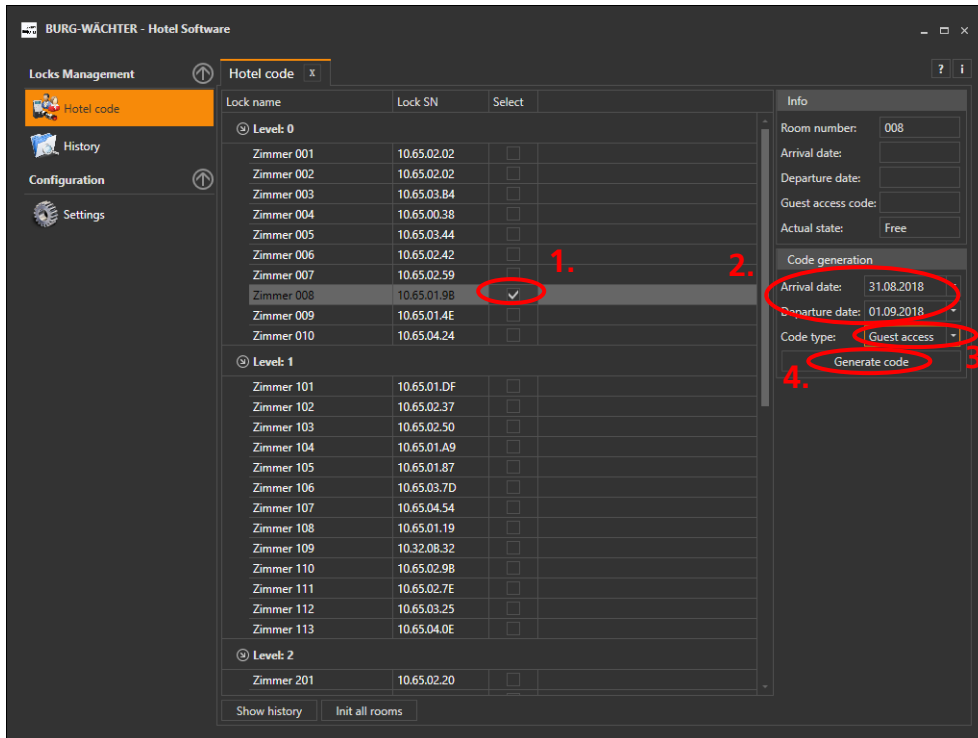 BURG-WÄCHTER - Hotel Software
Locks Management
Hotel code
History
Configuration
Settings
Hotel code x
? i
Lock name Lock SN Select
Level: 0
Zimmer 001 10.65.02.02
Zimmer 002 10.65.02.02
Zimmer 003 10.65.03.B4
Zimmer 004 10.65.00.38
Zimmer 005 10.65.03.44
Zimmer 006 10.65.02.42
Zimmer 007 10.65.02.59
1.
Zimmer 008 10.65.01.9B
Zimmer 009 10.65.01.4E
Zimmer 010 10.65.04.24
Level: 1
Zimmer 101 10.65.01.DF
Zimmer 102 10.65.02.37
Zimmer 103 10.65.02.50
Zimmer 104 10.65.01.A9
Zimmer 105 10.65.01.87
Zimmer 106 10.65.03.7D
Zimmer 107 10.65.04.54
Zimmer 108 10.65.01.19
Zimmer 109 10.32.0B.32
Zimmer 110 10.65.02.9B
Zimmer 111 10.65.02.7E
Zimmer 112 10.65.03.25
Zimmer 113 10.65.04.0E
Level: 2
Zimmer 201 10.65.02.20
Show history Init all rooms
Info
Room number: 008
Arrival date:
Departure date:
Guest access code:
Actual state: Free
Code generation
2.
Arrival date: 31.08.2018
Departure date: 01.09.2018
Code type: Guest access
3
Generate code
4.